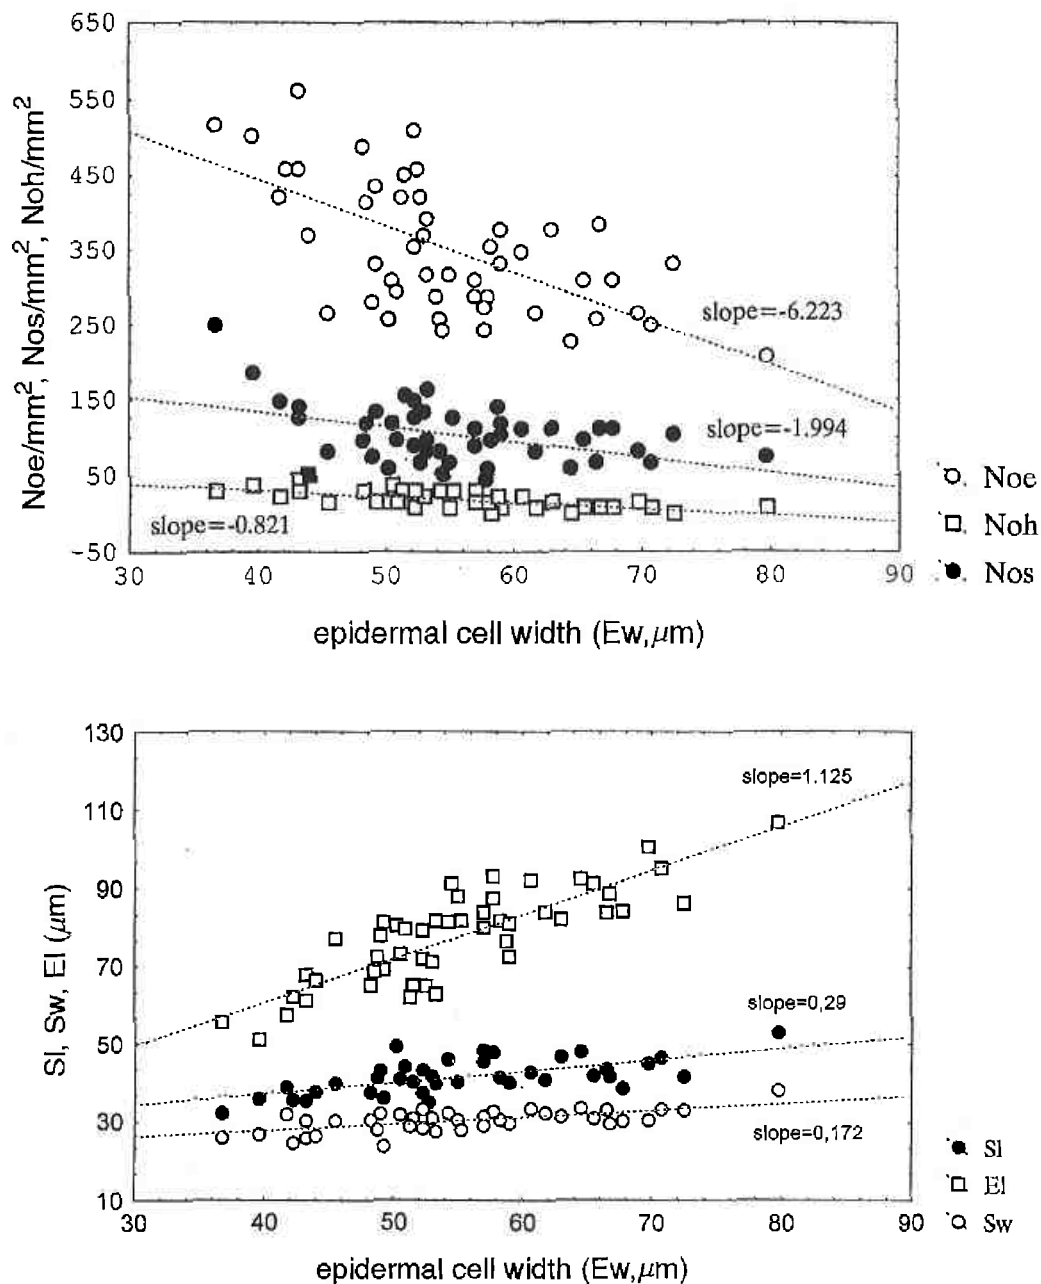 650
550
450
350
250
150
50
-50
Noe/mm², Nos/mm², Noh/mm²
slope=-6.223
slope=-1.994
slope=-0.821
30 40 50 60 70 80 90
epidermal cell width (Ew,μm)
Noe
Noh
Nos
130
110
90
70
50
30
10
Sl, Sw, El (μm)
slope=1.125
slope=0,29
slope=0,172
30 40 50 60 70 80 90
epidermal cell width (Ew,μm)
Sl
El
Sw